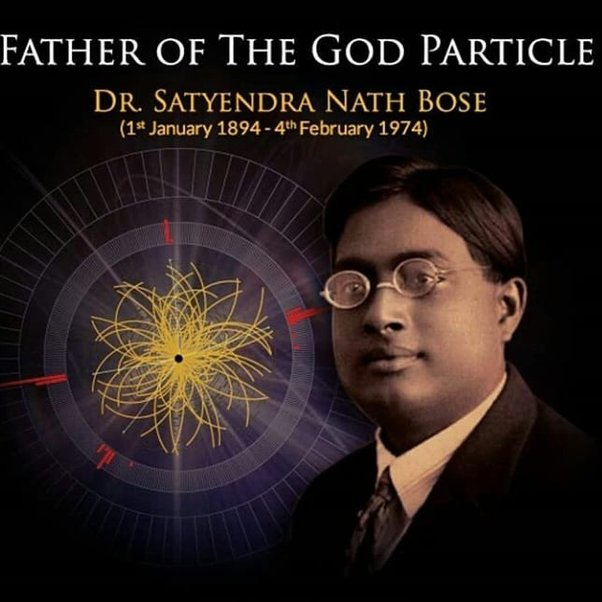 FATHER OF THE GOD PARTICLE
DR. SATYENDRA NATH BOSE
(1st January 1894 - 4th February 1974)